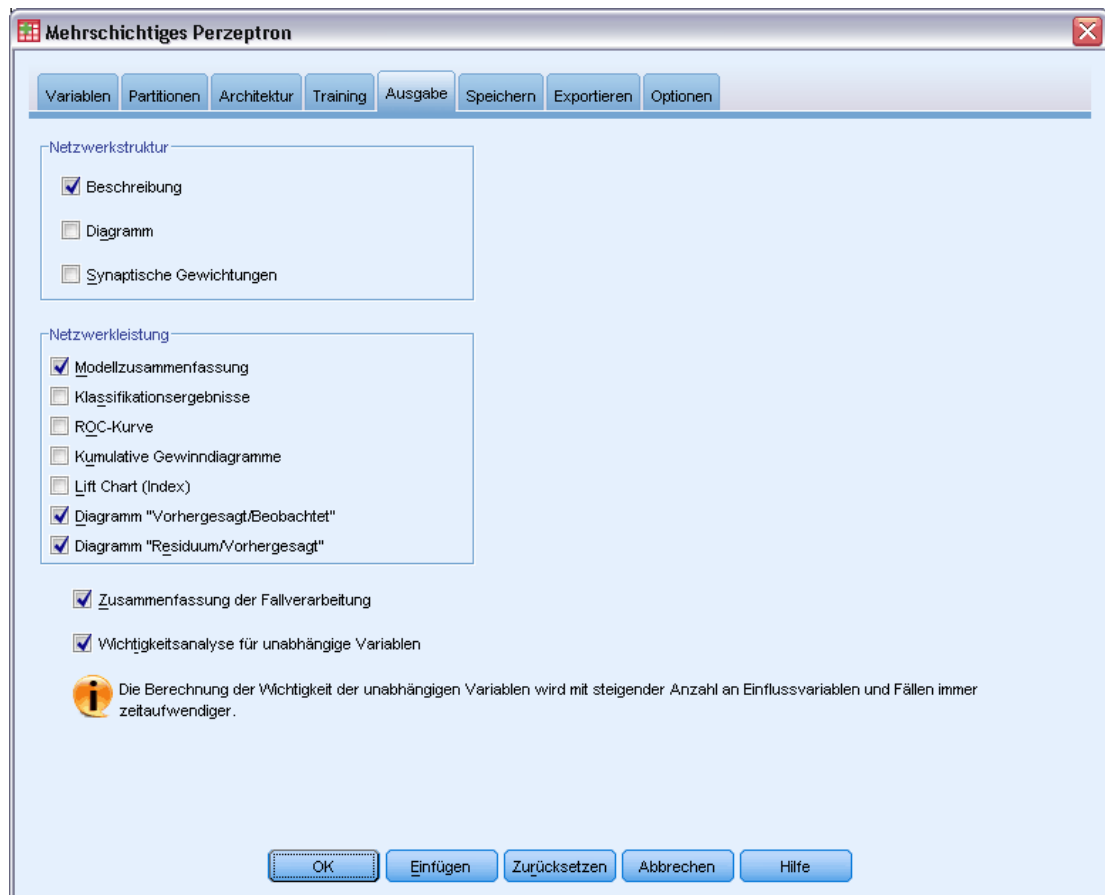 Mehrschichtiges Perzeptron
Variablen Partitionen Architektur Training Ausgabe Speichern Exportieren Optionen
Netzwerkstruktur
Beschreibung
Diagramm
Synaptische Gewichtungen
Netzwerkleistung
Modellzusammenfassung
Klassifikationsergebnisse
ROC-Kurve
Kumulative Gewinndiagramme
Lift Chart (Index)
Diagramm "Vorhergesagt/Beobachtet"
Diagramm "Residuum/Vorhergesagt"
Zusammenfassung der Fallverarbeitung
Wichtigkeitsanalyse für unabhängige Variablen
Die Berechnung der Wichtigkeit der unabhängigen Variablen wird mit steigender Anzahl an Einflussvariablen und Fällen immer
zeitaufwendiger.
OK Einfügen Zurücksetzen Abbrechen Hilfe